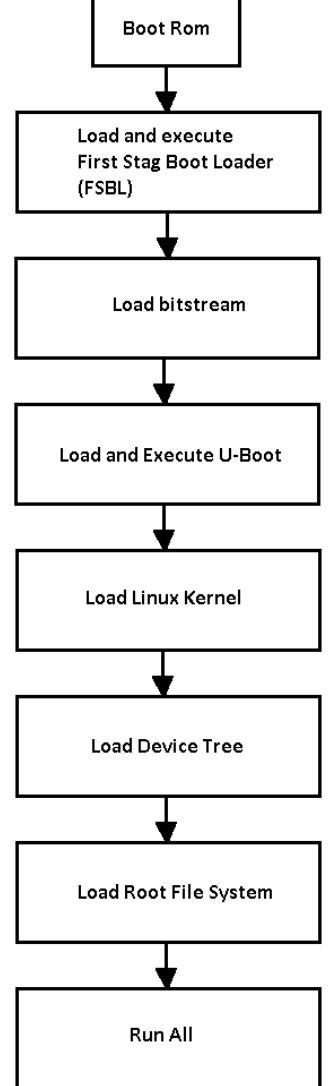 Boot Rom
Load and execute
First Stag Boot Loader
(FSBL)
Load bitstream
Load and Execute U-Boot
Load Linux Kernel
Load Device Tree
Load Root File System
Run All